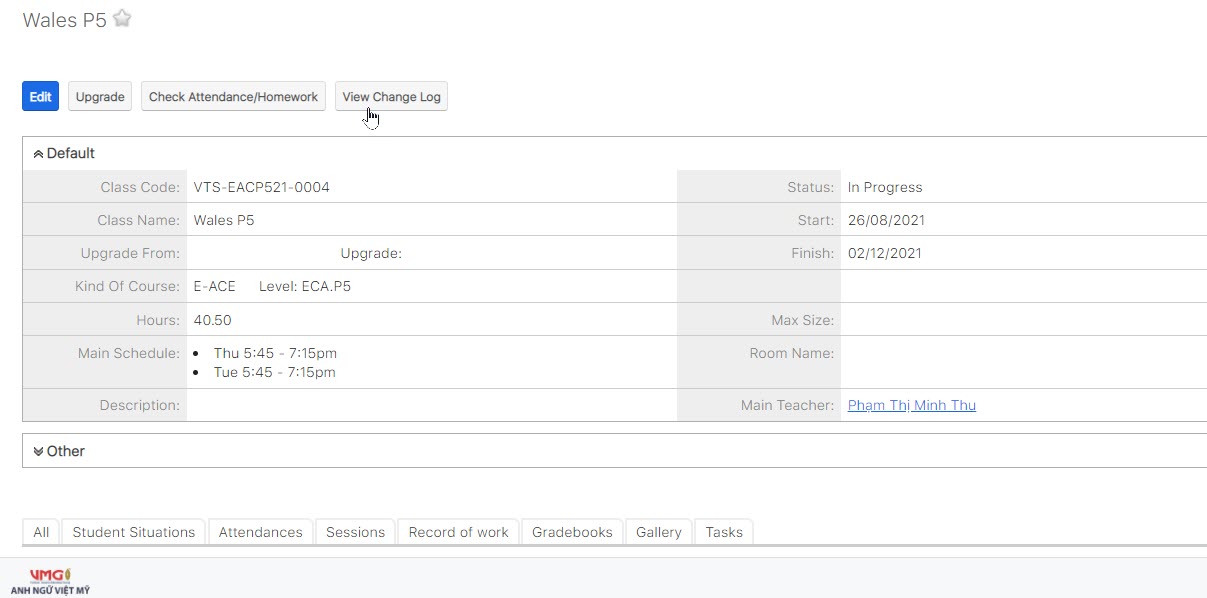 Wales P5
Edit Upgrade Check Attendance/Homework View Change Log
Default
Class Code: VTS-EACP521-0004 Status: In Progress
Class Name: Wales P5 Start: 26/08/2021
Upgrade From: Upgrade: Finish: 02/12/2021
Kind Of Course: E-ACE Level: ECA.P5
Hours: 40.50 Max Size:
Main Schedule: • Thu 5:45 - 7:15pm Room Name:
• Tue 5:45 - 7:15pm
Description: Main Teacher: Phạm Thị Minh Thu
Other
All Student Situations Attendances Sessions Record of work Gradebooks Gallery Tasks
VMG
ANH NGỮ VIỆT MỸ